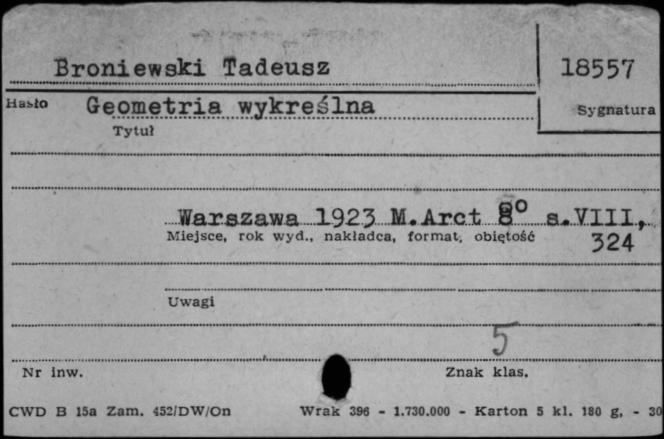 Broniewski Tadeusz
18557
Hasło
Geometria wykreślna
Sygnatura
Tytuł
Warszawa 1923 M.Arct 8° s.VIII,
Miejsce, rok wyd., nakładca, format, objętość
324
Uwagi
5
Nr inw.
Znak klas.
CWD B 15a Zam. 452/DW/On Wrak 396 - 1.730.000 - Karton 5 kl. 180 g, - 30